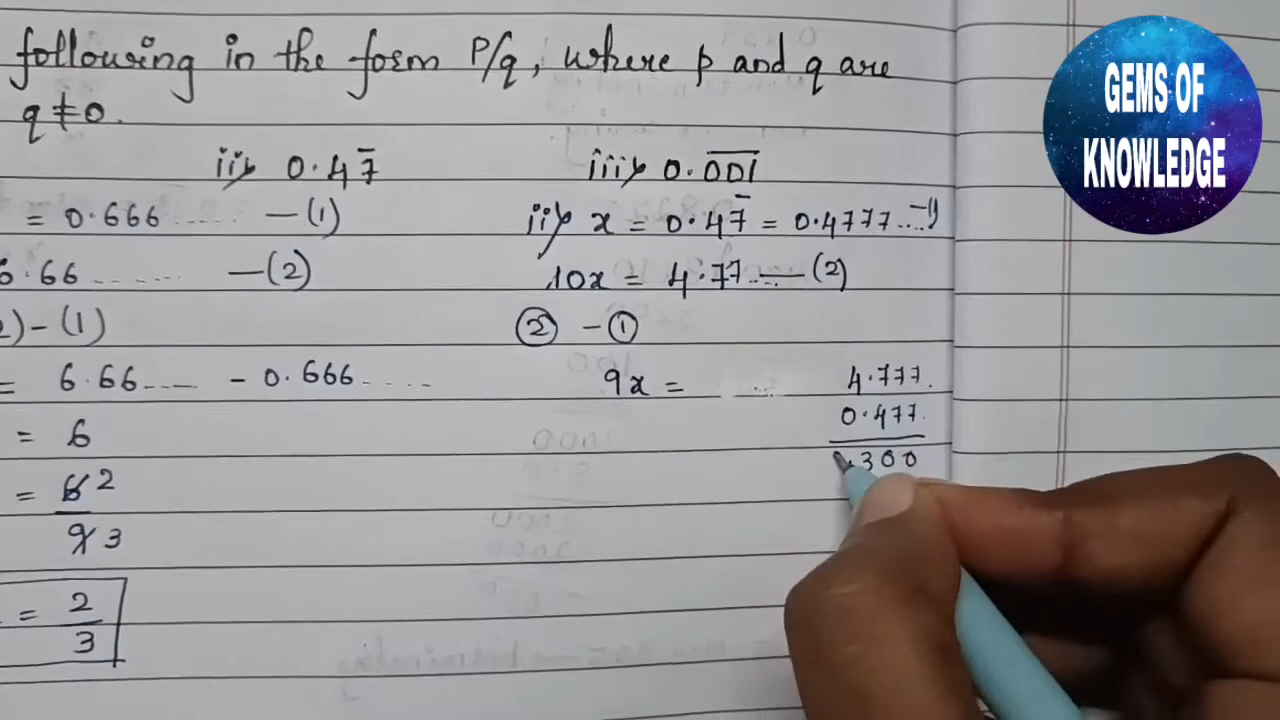 following in the form P/q, where p and q are
q ≠ 0.
ii) 0.47̅
iii) 0.0̅0̅1̅
= 0.666...... —(1)
6.66...... —(2)
2)-(1)
= 6.66.... - 0.666....
= 6
= 6 2
9 3
= 2
3
ii) x = 0.47̅ = 0.4777....-1)
10x = 4.77....—(2)
② - ①
9x =
4.777.
0.477.
.300
GEMS OF
KNOWLEDGE